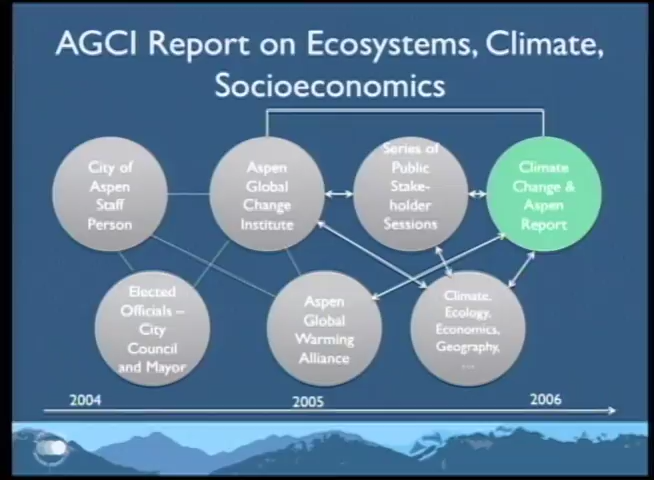 AGCI Report on Ecosystems, Climate,
Socioeconomics
City of
Aspen
Staff
Person
Aspen
Global
Change
Institute
Series of
Public
Stake-
holder
Sessions
Climate
Change &
Aspen
Report
Elected
Officials –
City
Council
and Mayor
Aspen
Global
Warming
Alliance
Climate,
Ecology,
Economics,
Geography,
...
2004
2005
2006